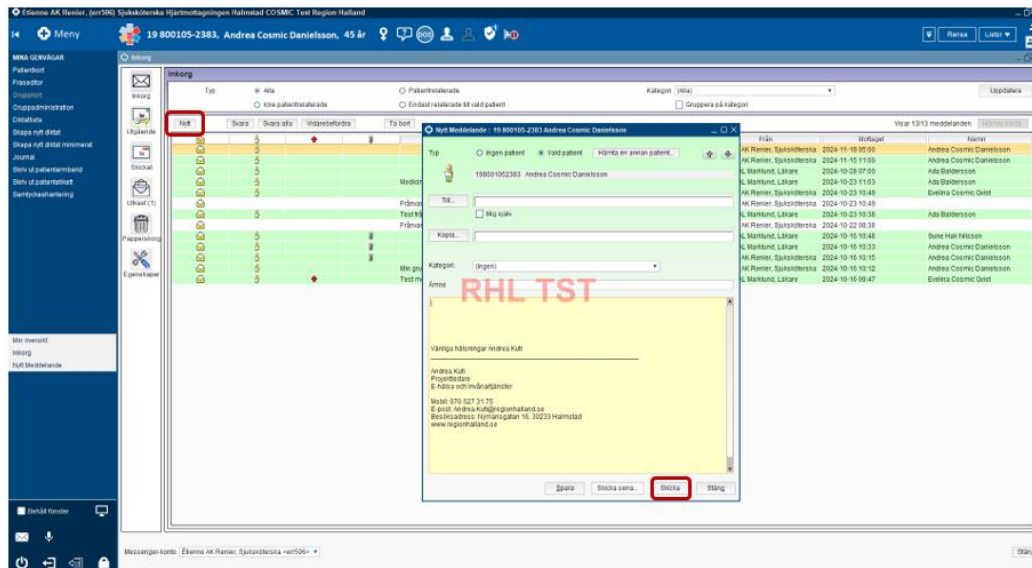 Etienne AK Renier, (err506) Sjuksköterska Hjärtmottagningen Halmstad COSMIC Test Region Halland
Meny
19 800105-2383, Andrea Cosmic Danielsson, 45 år
Rensa
Listor
MINA GENVÄGAR
Patientkort
Fraseditor
Gruppkort
Gruppadministration
Diktatlista
Skapa nytt diktat
Skapa nytt diktat minimerat
Journal
Skriv ut patientarmband
Skriv ut patientetikett
Samtyckeshantering
Min översikt
Inkorg
Nytt Meddelande
Behåll fönster
Inkorg
Inkorg
Utgående
Skickat
Utkast (1)
Papperskorg
Egenskaper
Inkorg
Typ:
Alla
Patientrelaterade
Kategori (Alla)
Uppdatera
Icke patientrelaterade
Endast relaterade till vald patient
Gruppera på kategori
Nytt
Svara
Svara alla
Vidarebefordra
Ta bort
Visar 13/13 meddelanden
Hämta nästa
Från
Mottaget
Namn
AK Renier, Sjuksköterska 2024-11-18 05:00 Andrea Cosmic Danielsson
AK Renier, Sjuksköterska 2024-11-15 11:00 Andrea Cosmic Danielsson
L Marklund, Läkare 2024-10-28 07:00 Ada Baldersson
L Marklund, Läkare 2024-10-23 11:03 Ada Baldersson
AK Renier, Sjuksköterska 2024-10-23 10:49 Evelina Cosmic Qvist
AK Renier, Sjuksköterska 2024-10-23 10:49
L Marklund, Läkare 2024-10-23 10:38 Ada Baldersson
AK Renier, Sjuksköterska 2024-10-22 08:38
L Marklund, Läkare 2024-10-16 10:48 Sune Hair Nilsson
L Marklund, Läkare 2024-10-16 10:33 Andrea Cosmic Danielsson
AK Renier, Sjuksköterska 2024-10-16 10:15 Andrea Cosmic Danielsson
AK Renier, Sjuksköterska 2024-10-16 10:12 Andrea Cosmic Danielsson
L Marklund, Läkare 2024-10-16 09:47 Evelina Cosmic Qvist
Nytt Meddelande : 19 800105-2383 Andrea Cosmic Danielsson
Typ
Ingen patient
Vald patient
Hämta en annan patient...
198001052383 Andrea Cosmic Danielsson
Till...
Mig själv
Kopia...
Kategori:
(Ingen)
Ämne
RHL TST
Vänliga hälsningar Andrea Kuti
Andrea Kuti
Projektledare
E-hälsa och invånartjänster
Mobil: 070-527 31 75
E-post: Andrea.Kuti@regionhalland.se
Besöksadress: Nymansgatan 16, 30233 Halmstad
www.regionhalland.se
Spara
Skicka sena...
Skicka
Stäng
Messenger-konto Etienne AK Renier, Sjuksköterska <err506>